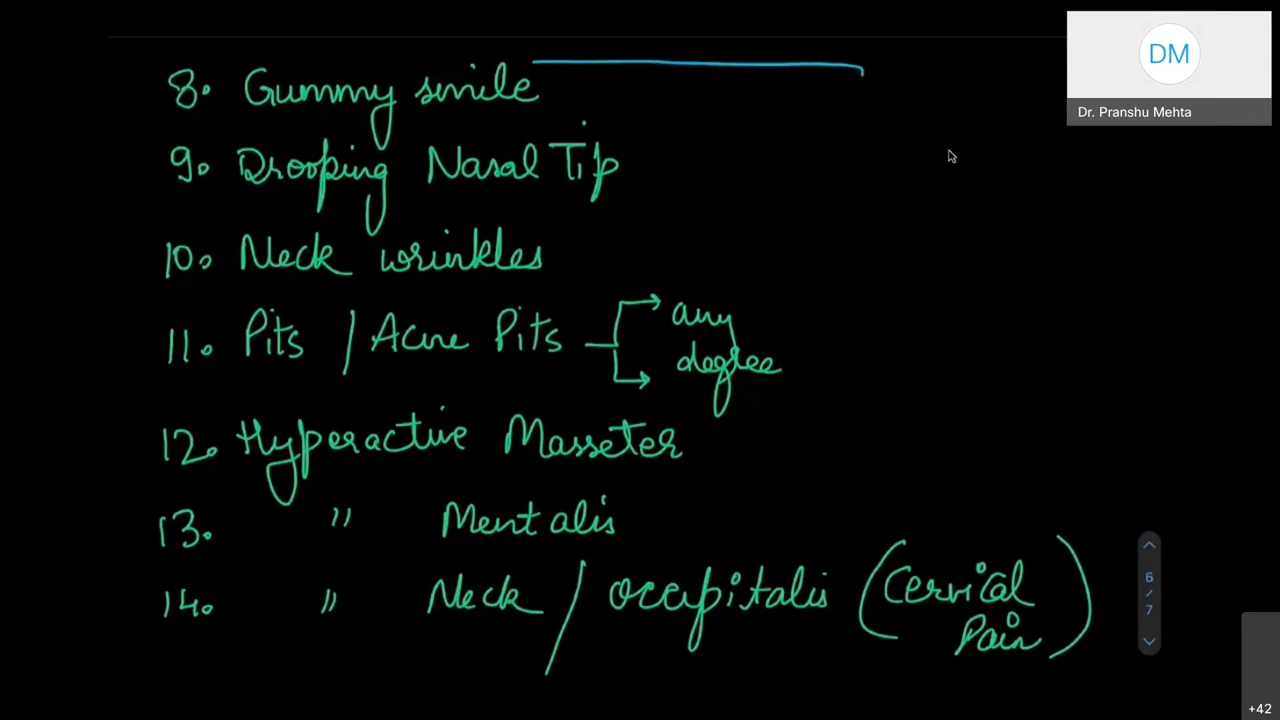 DM
Dr. Pranshu Mehta
8. Gummy smile
9. Drooping Nasal Tip
10. Neck wrinkles
11. Pits / Acne Pits → any
→ degree
12. Hyperactive Masseter
13. " Mentalis
14. " Neck / occipitalis (Cervical
Pain)
6
/
7
+42